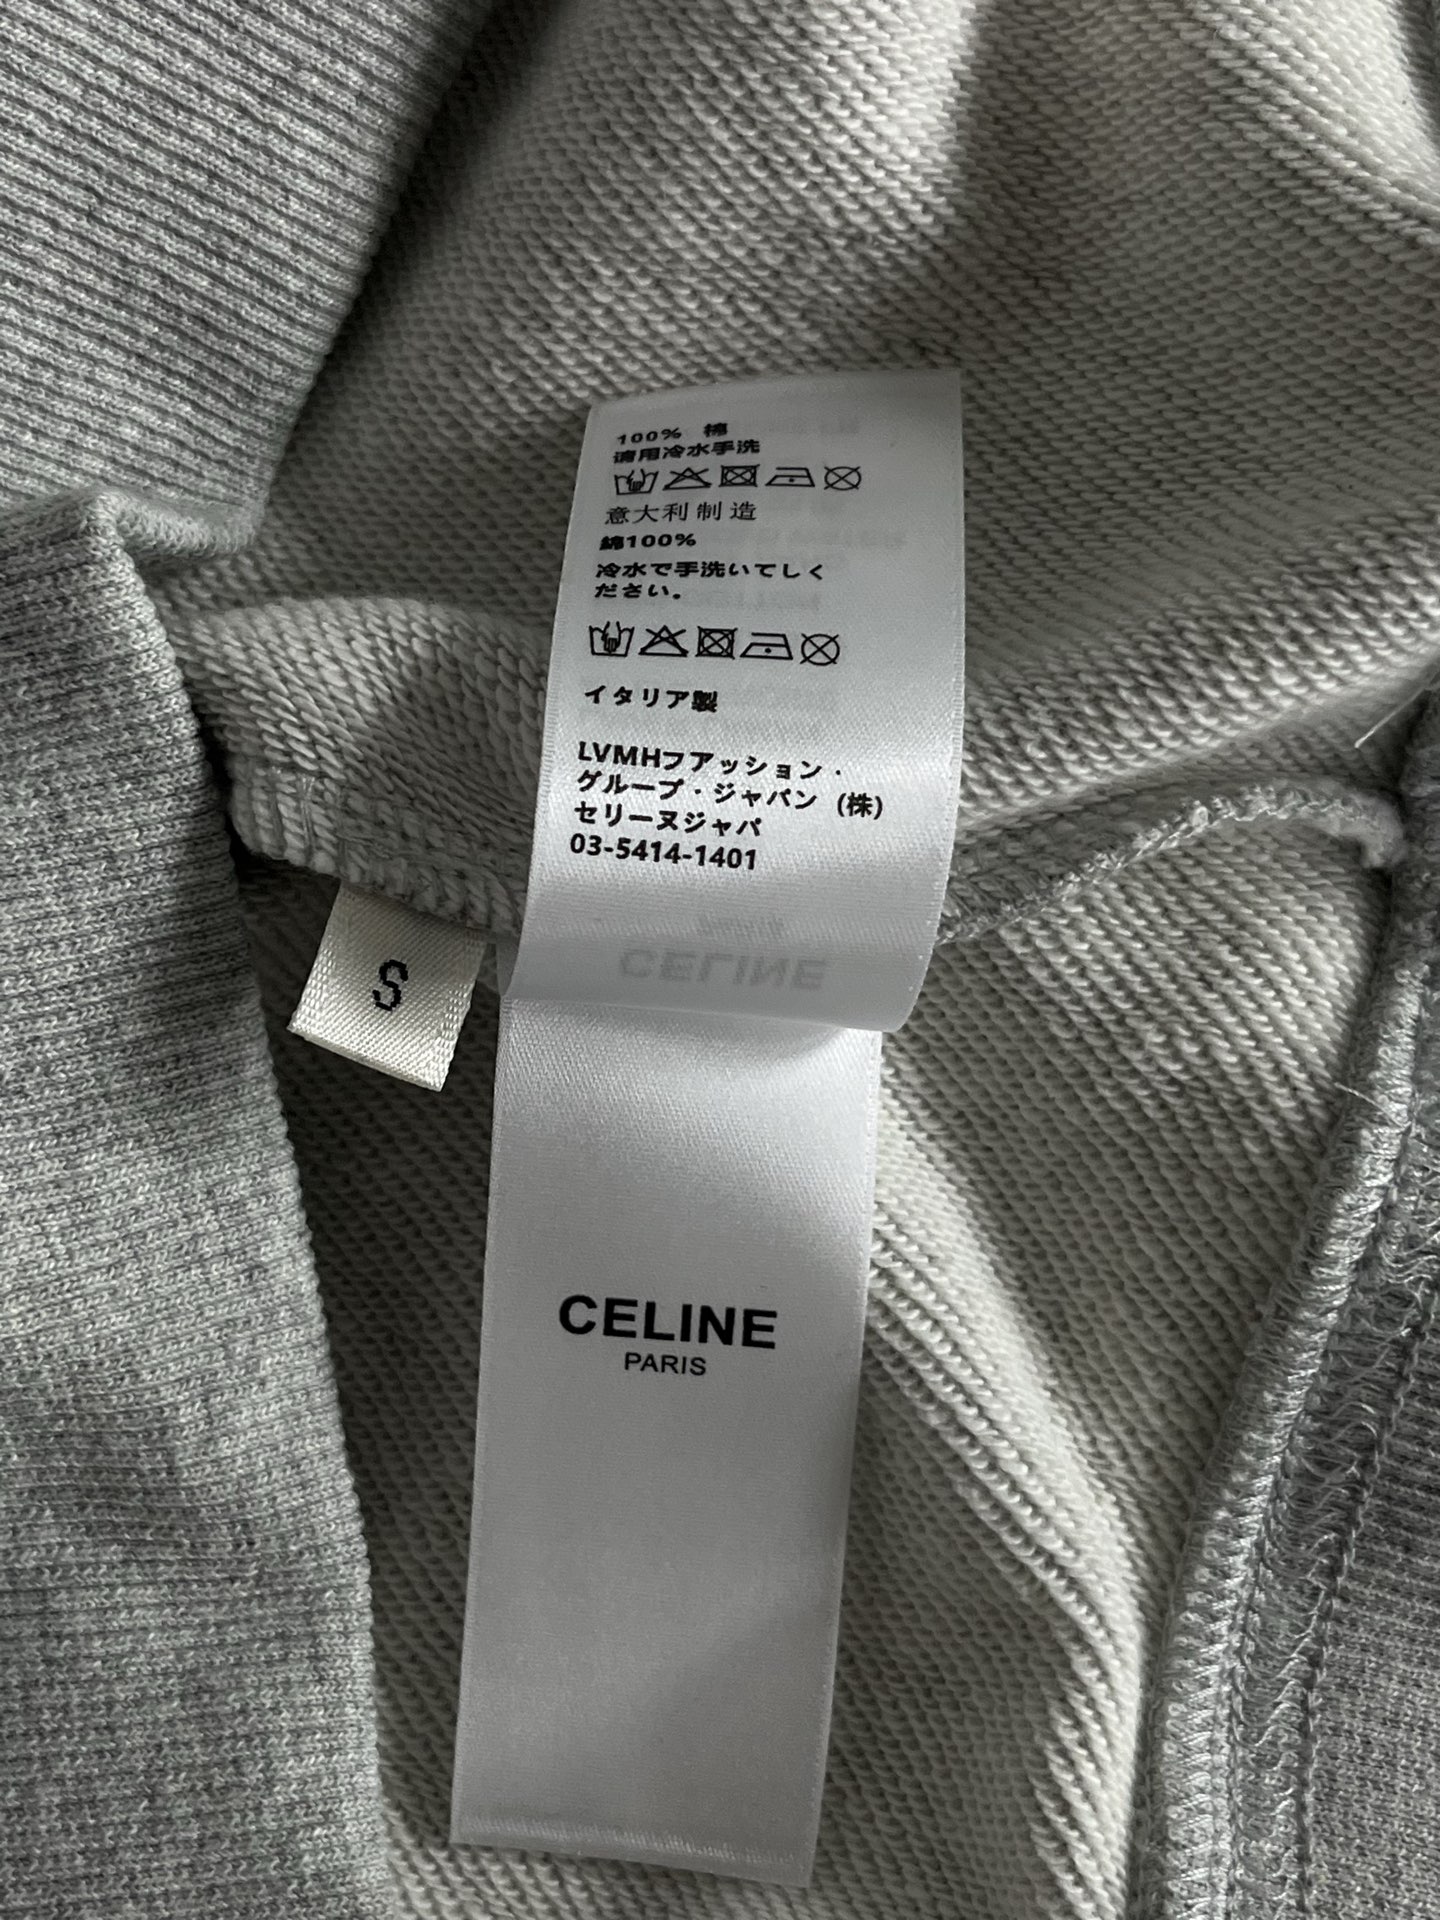 100% 棉
请用冷水手洗
意大利制造
綿100%
冷水で手洗いてしく
ださい。
イタリア製
LVMHフアッション・
グループ・ジャパン (株)
セリーヌジャパ
03-5414-1401
CELINE
S
CELINE
PARIS